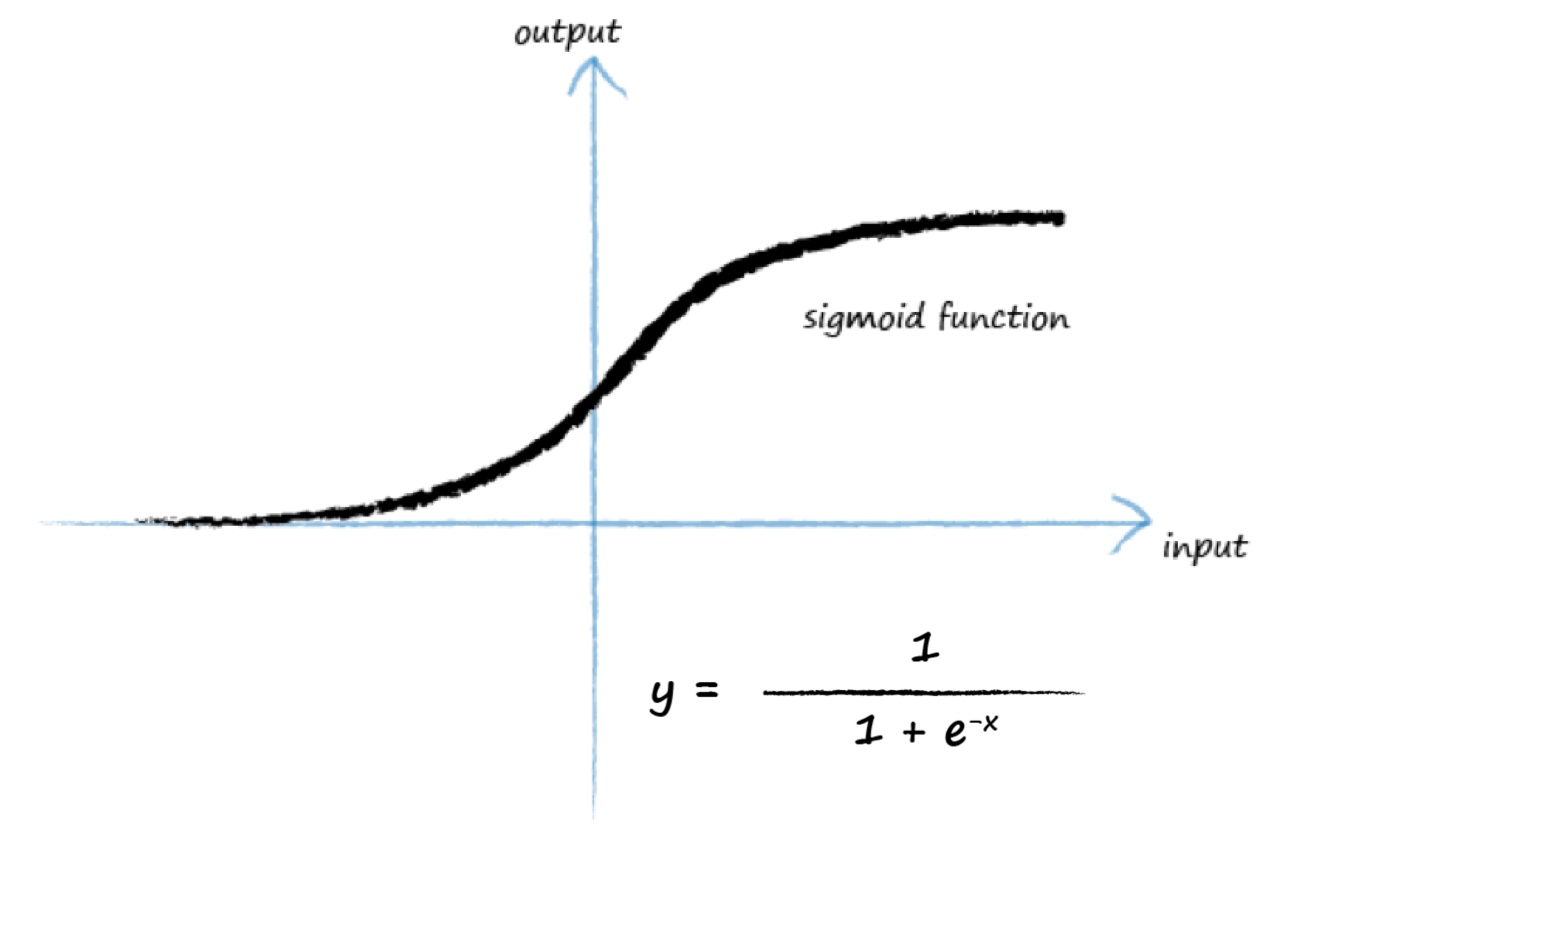 output
sigmoid function
input
1
y =
1 + e⁻ˣ